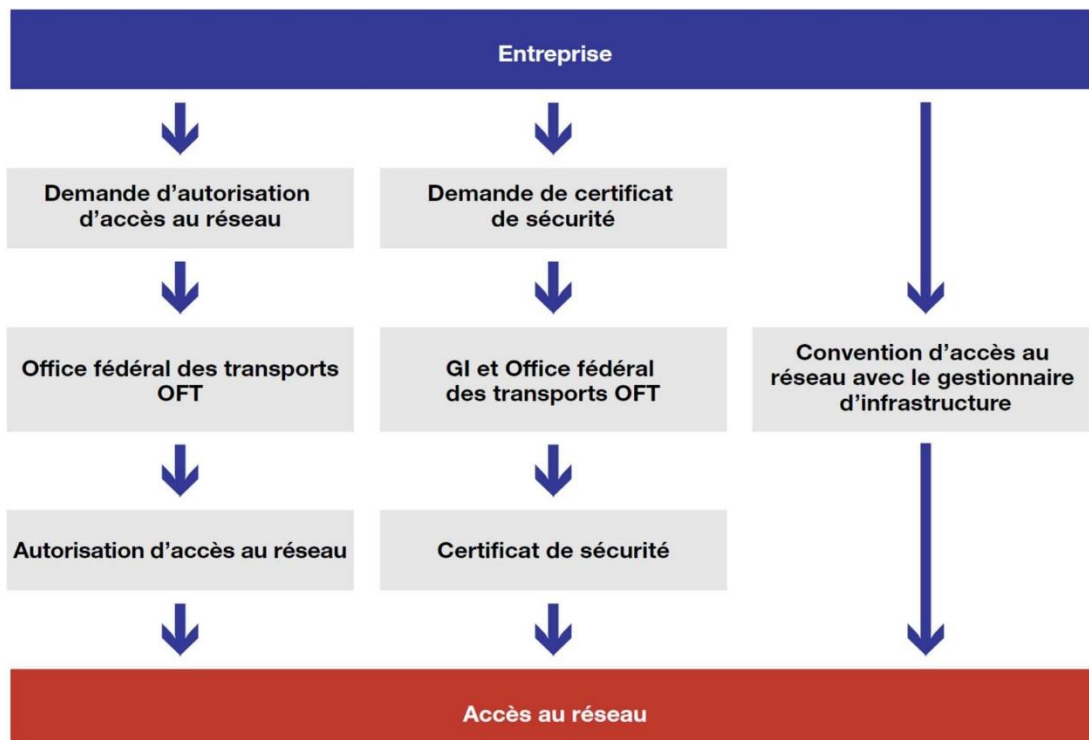 Entreprise
Demande d'autorisation
d'accès au réseau
Demande de certificat
de sécurité
Office fédéral des transports
OFT
GI et Office fédéral
des transports OFT
Convention d'accès au
réseau avec le gestionnaire
d'infrastructure
Autorisation d'accès au réseau
Certificat de sécurité
Accès au réseau